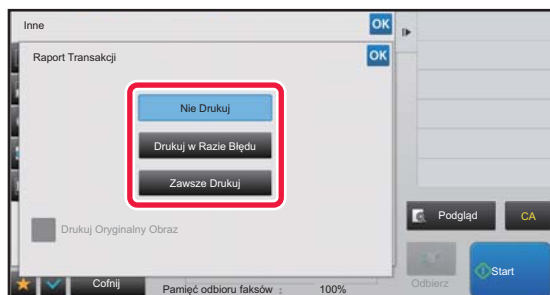 Inne
OK
Raport Transakcji
OK
Nie Drukuj
Drukuj w Razie Błędu
Zawsze Drukuj
Drukuj Oryginalny Obraz
Podgląd
CA
Cofnij
Pamięć odbioru faksów : 100%
Odbierz
Start